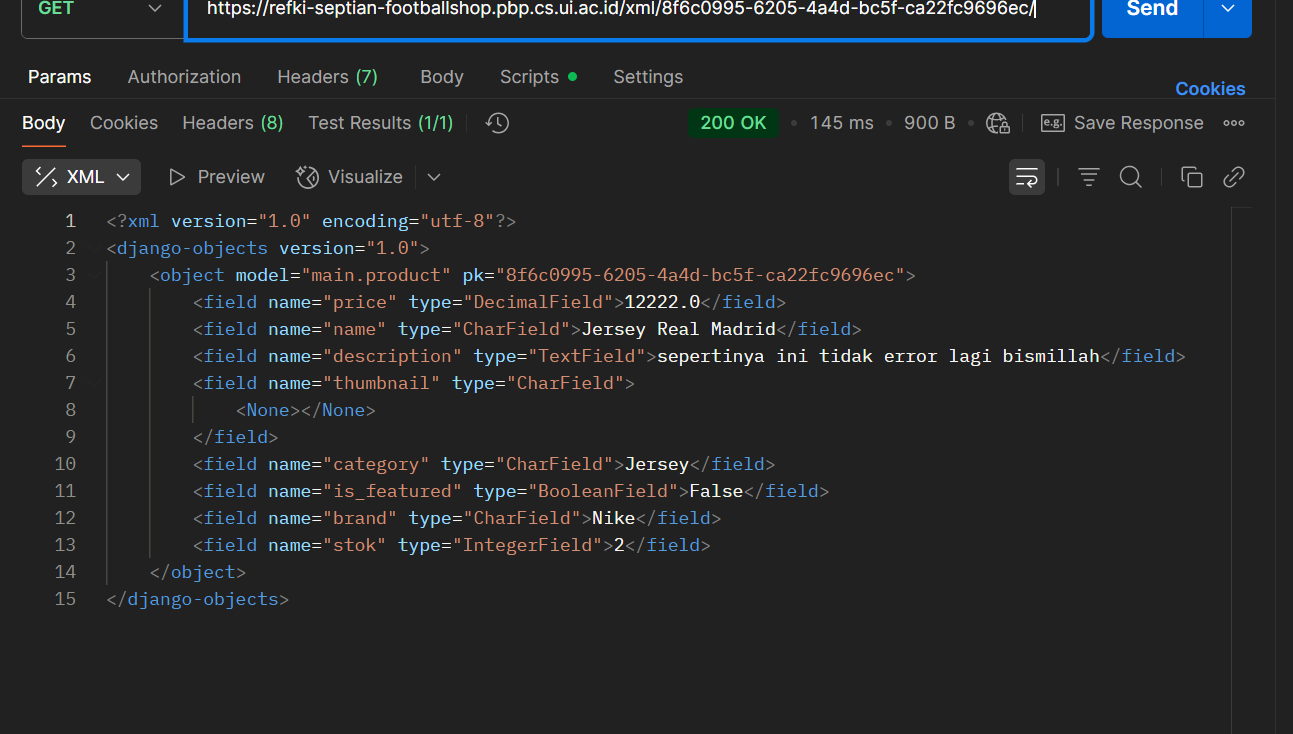 GET https://refki-septian-footballshop.pbp.cs.ui.ac.id/xml/8f6c0995-6205-4a4d-bc5f-ca22fc9696ec/ Send
Params Authorization Headers (7) Body Scripts Settings
Cookies
Body Cookies Headers (8) Test Results (1/1) 200 OK 145 ms 900 B e.g. Save Response
XML Preview Visualize
1 <?xml version="1.0" encoding="utf-8"?>
2 <django-objects version="1.0">
3 <object model="main.product" pk="8f6c0995-6205-4a4d-bc5f-ca22fc9696ec">
4 <field name="price" type="DecimalField">12222.0</field>
5 <field name="name" type="CharField">Jersey Real Madrid</field>
6 <field name="description" type="TextField">sepertinya ini tidak error lagi bismillah</field>
7 <field name="thumbnail" type="CharField">
8 <None></None>
9 </field>
10 <field name="category" type="CharField">Jersey</field>
11 <field name="is_featured" type="BooleanField">False</field>
12 <field name="brand" type="CharField">Nike</field>
13 <field name="stok" type="IntegerField">2</field>
14 </object>
15 </django-objects>